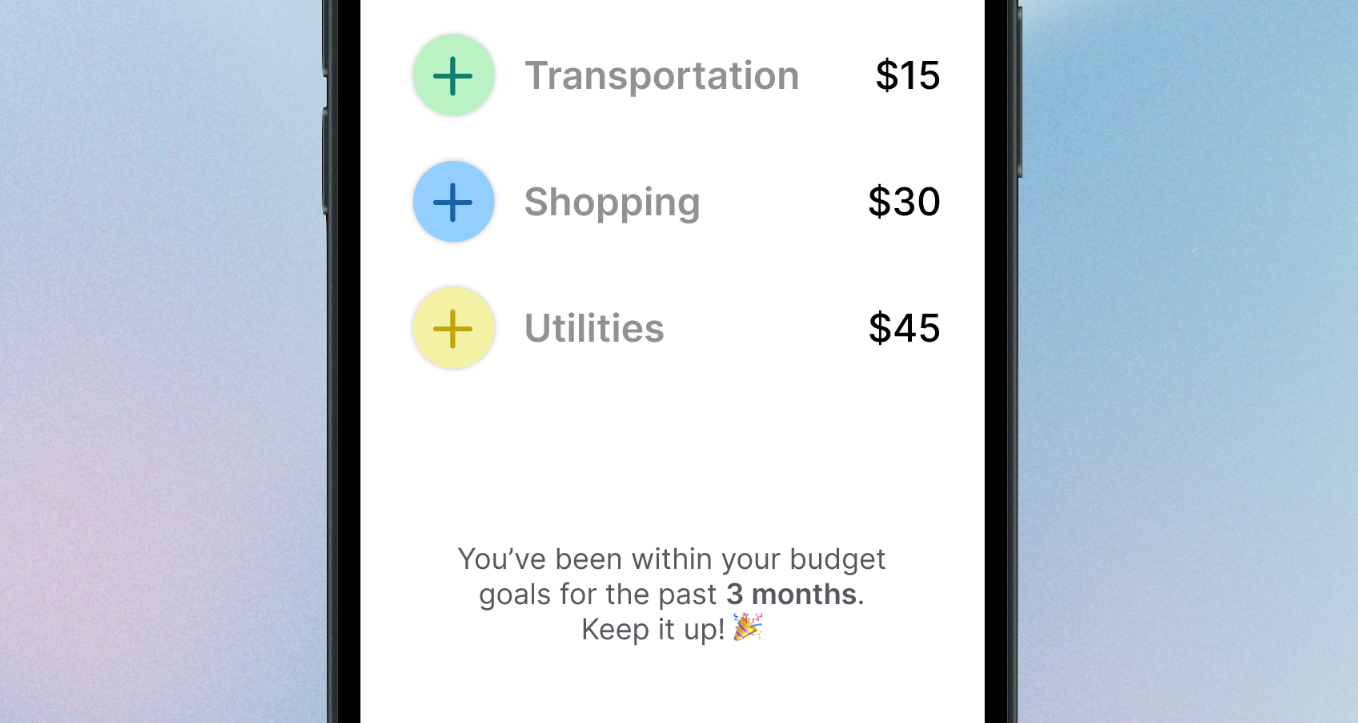 Transportation $15
Shopping $30
Utilities $45
You’ve been within your budget
goals for the past 3 months.
Keep it up! 🎉